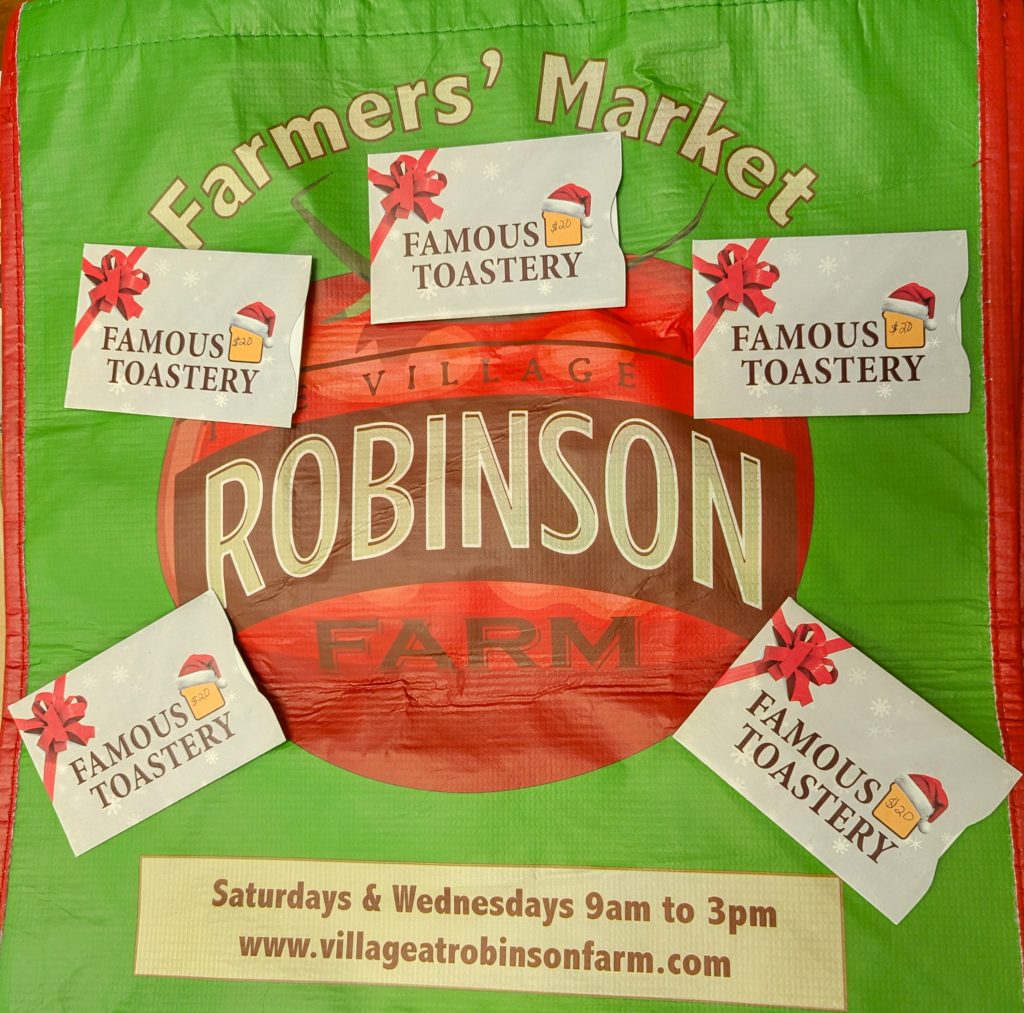 Farmers' Market
FAMOUS
$20
TOASTERY
FAMOUS
$20
TOASTERY
FAMOUS
$20
TOASTERY
VILLAGE
ROBINSON
FARM
FAMOUS
$20
TOASTERY
FAMOUS
$20
TOASTERY
Saturdays & Wednesdays 9am to 3pm
www.villageatrobinsonfarm.com